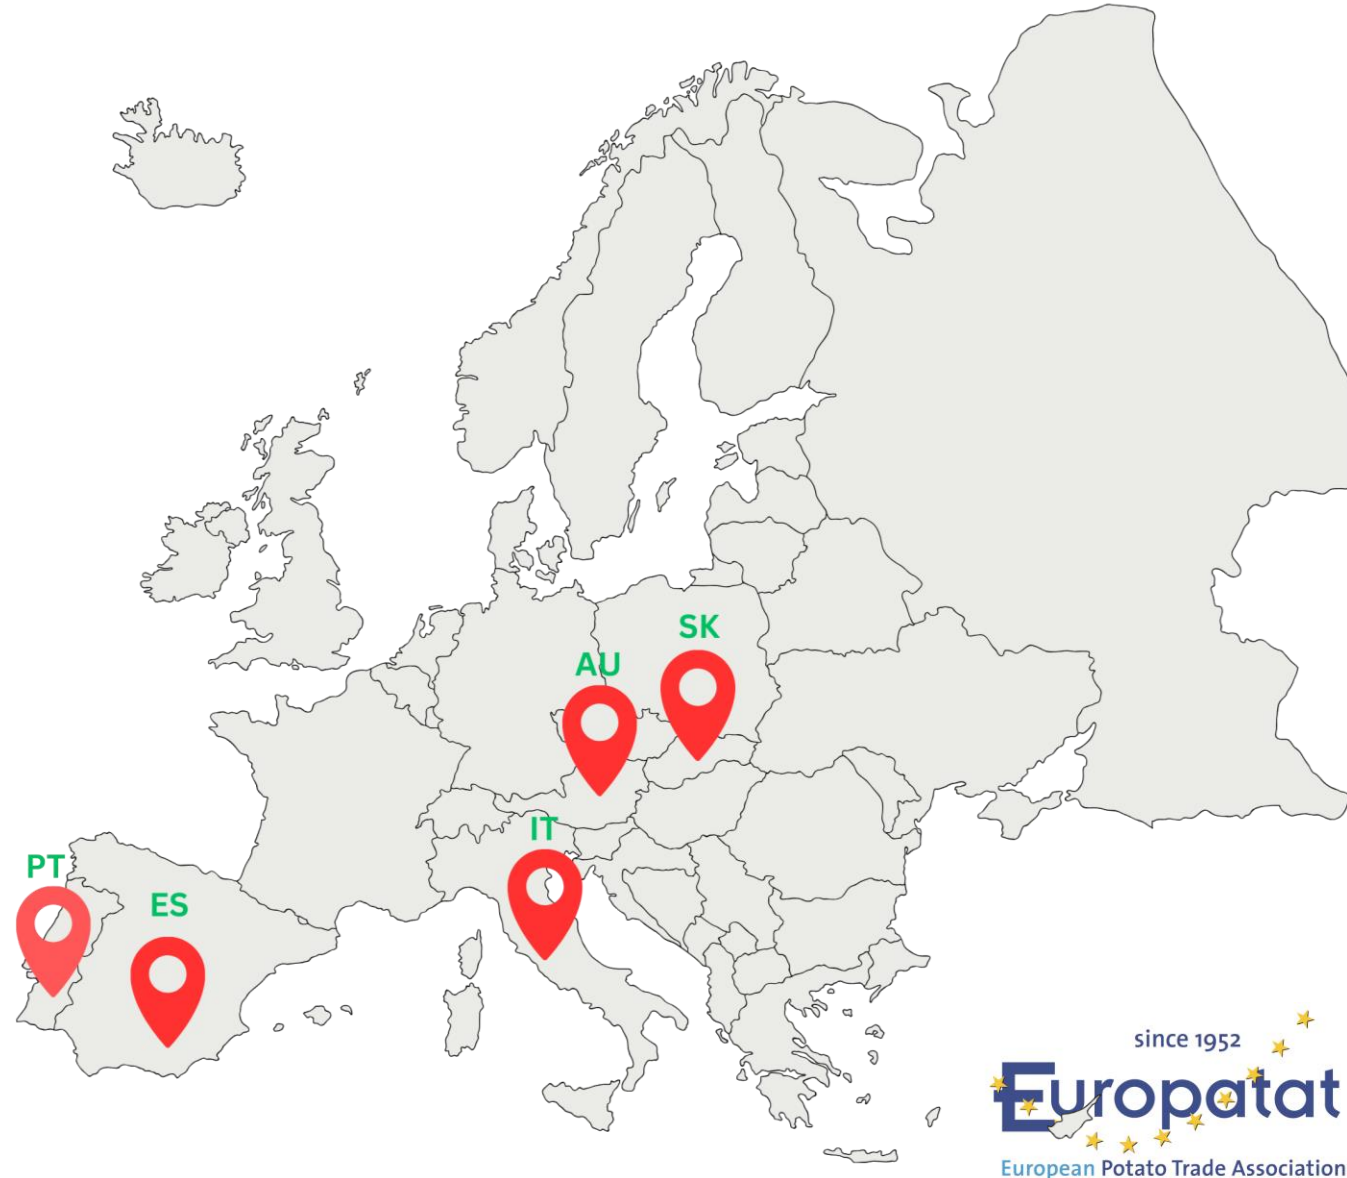 SK
AU
IT
PT
ES
since 1952
Europatat
European Potato Trade Association